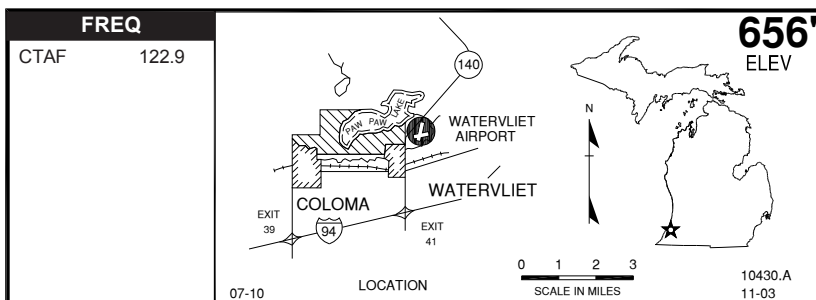 FREQ
CTAF 122.9
656'
ELEV
140
PAW PAW LAKE
WATERVLIET
AIRPORT
N
WATERVLIET
COLOMA
EXIT
39
94
EXIT
41
0 1 2 3
SCALE IN MILES
LOCATION
07-10
10430.A
11-03